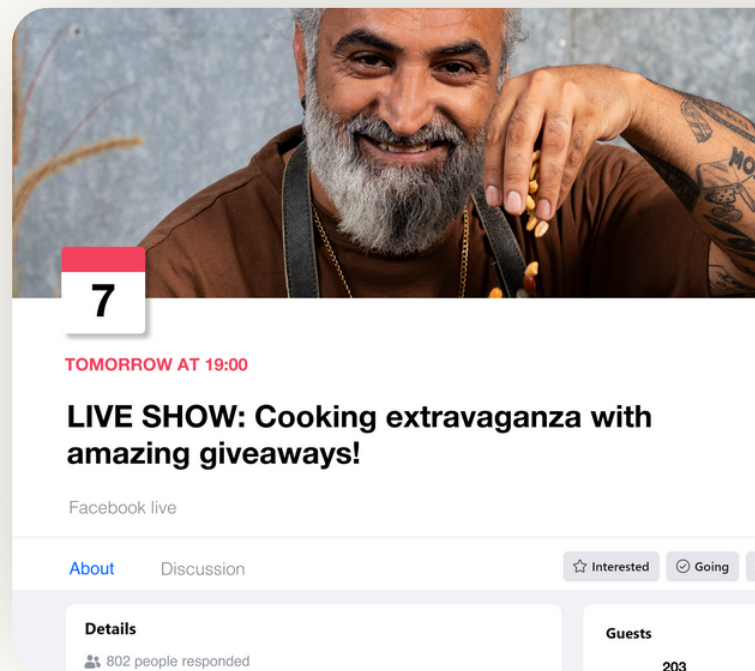 MO
7
TOMORROW AT 19:00
LIVE SHOW: Cooking extravaganza with
amazing giveaways!
Facebook live
About
Discussion
Interested
Going
Details
Guests
802 people responded
203